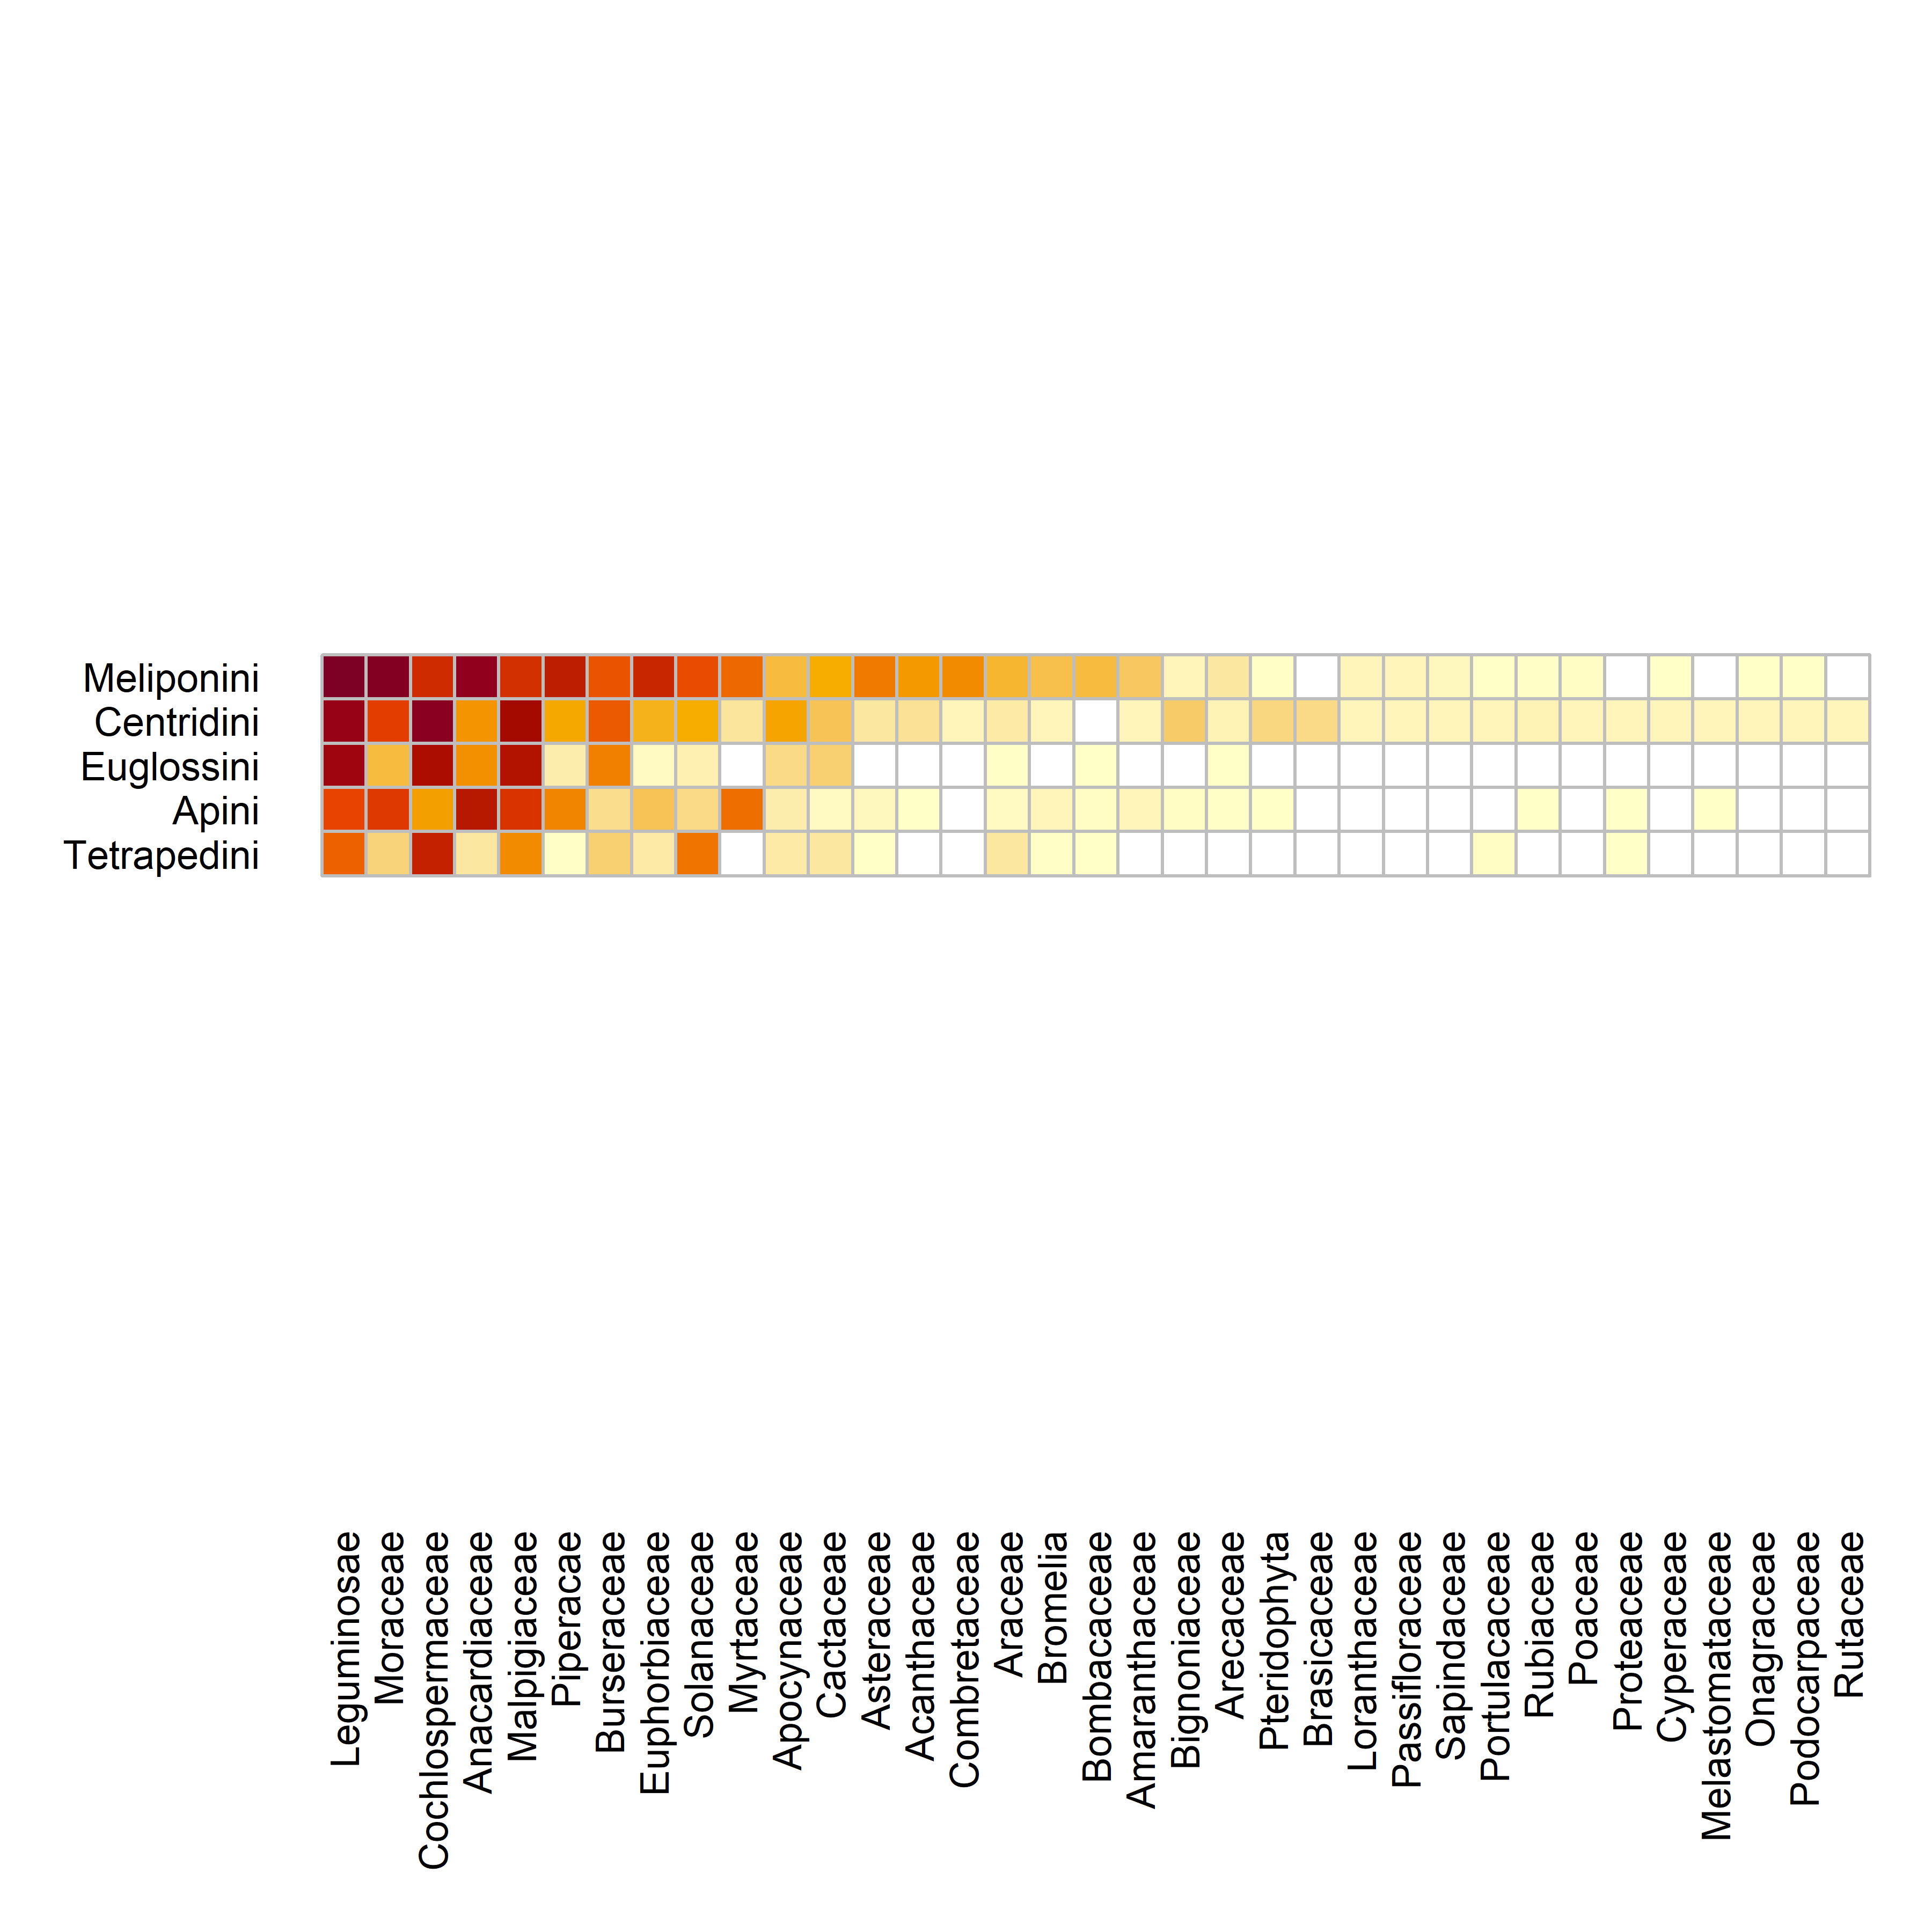 Meliponini
Centridini
Euglossini
Apini
Tetrapedini
Leguminosae
Moraceae
Cochlospermaceae
Anacardiaceae
Malpigiaceae
Piperacae
Burseraceae
Euphorbiaceae
Solanaceae
Myrtaceae
Apocynaceae
Cactaceae
Asteraceae
Acanthaceae
Combretaceae
Araceae
Bromelia
Bombacaceae
Amaranthaceae
Bignoniaceae
Arecaceae
Pteridophyta
Brasicaceae
Loranthaceae
Passifloraceae
Sapindaceae
Portulacaceae
Rubiaceae
Poaceae
Proteaceae
Cyperaceae
Melastomataceae
Onagraceae
Podocarpaceae
Rutaceae